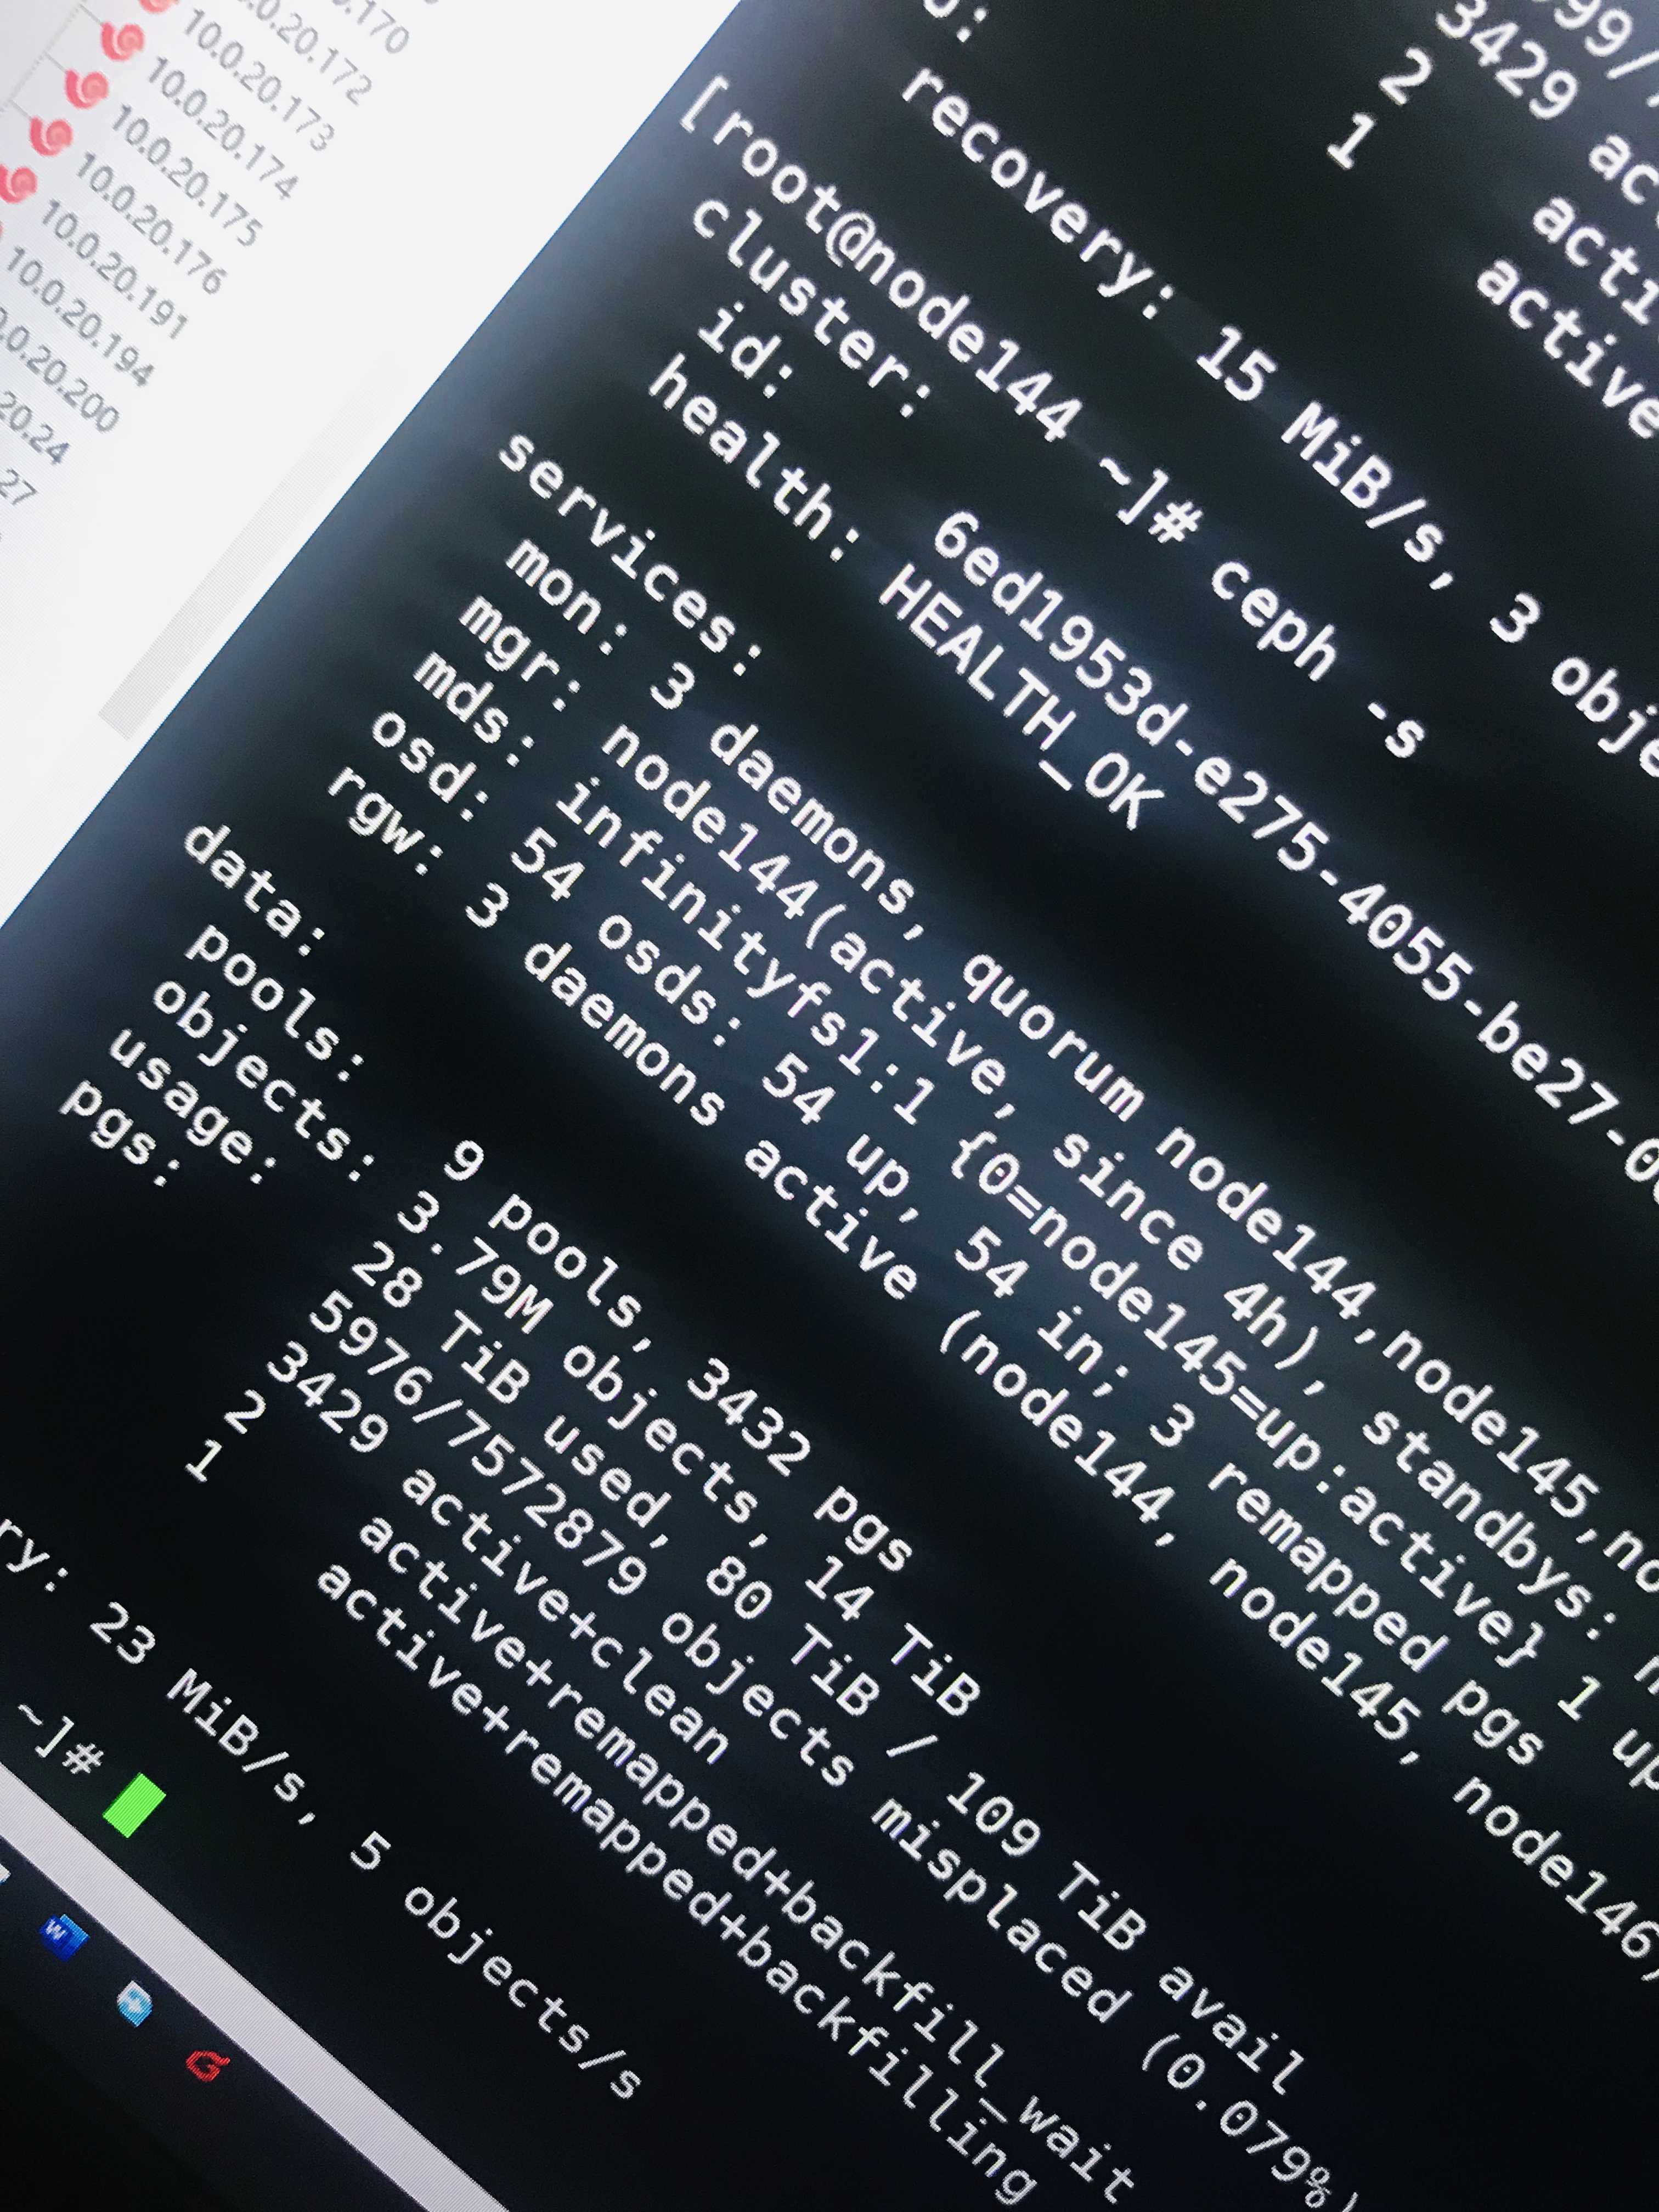 170
0.0.20.172
10.0.20.173
10.0.20.174
10.0.20.175
10.0.20.176
10.0.20.191
10.0.20.194
0.0.20.200
20.24
27
3429
2
1
active
recovery: 15 MiB/s, 3
[root@node144 ~]# ceph -s
cluster:
id: 6ed1953d-e275-4055-be27-0
health: HEALTH_OK
services:
mon: 3 daemons, quorum node144,node145,no
mgr: node144(active, since 4h), standbys:
mds: infinityfs1:1 {0=node145=up:active} 1 up
osd: 54 osds: 54 up, 54 in; 3 remapped pgs
rgw: 3 daemons active (node144, node145, node146)
data:
pools: 9 pools, 3432 pgs
objects: 3.79M objects, 14 TiB
usage: 28 TiB used, 80 TiB / 109 TiB avail
pgs: 5976/7572879 objects misplaced (0.079%)
3429 active+clean
2 active+remapped+backfill_wait
1 active+remapped+backfilling
ry: 23 MiB/s, 5 objects/s
~]#
W
G